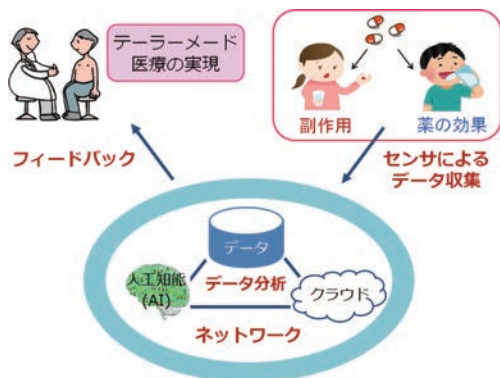 テーラーメード
医療の実現
副作用
薬の効果
フィードバック
センサによる
データ収集
データ
人工知能
(AI)
データ分析
クラウド
ネットワーク